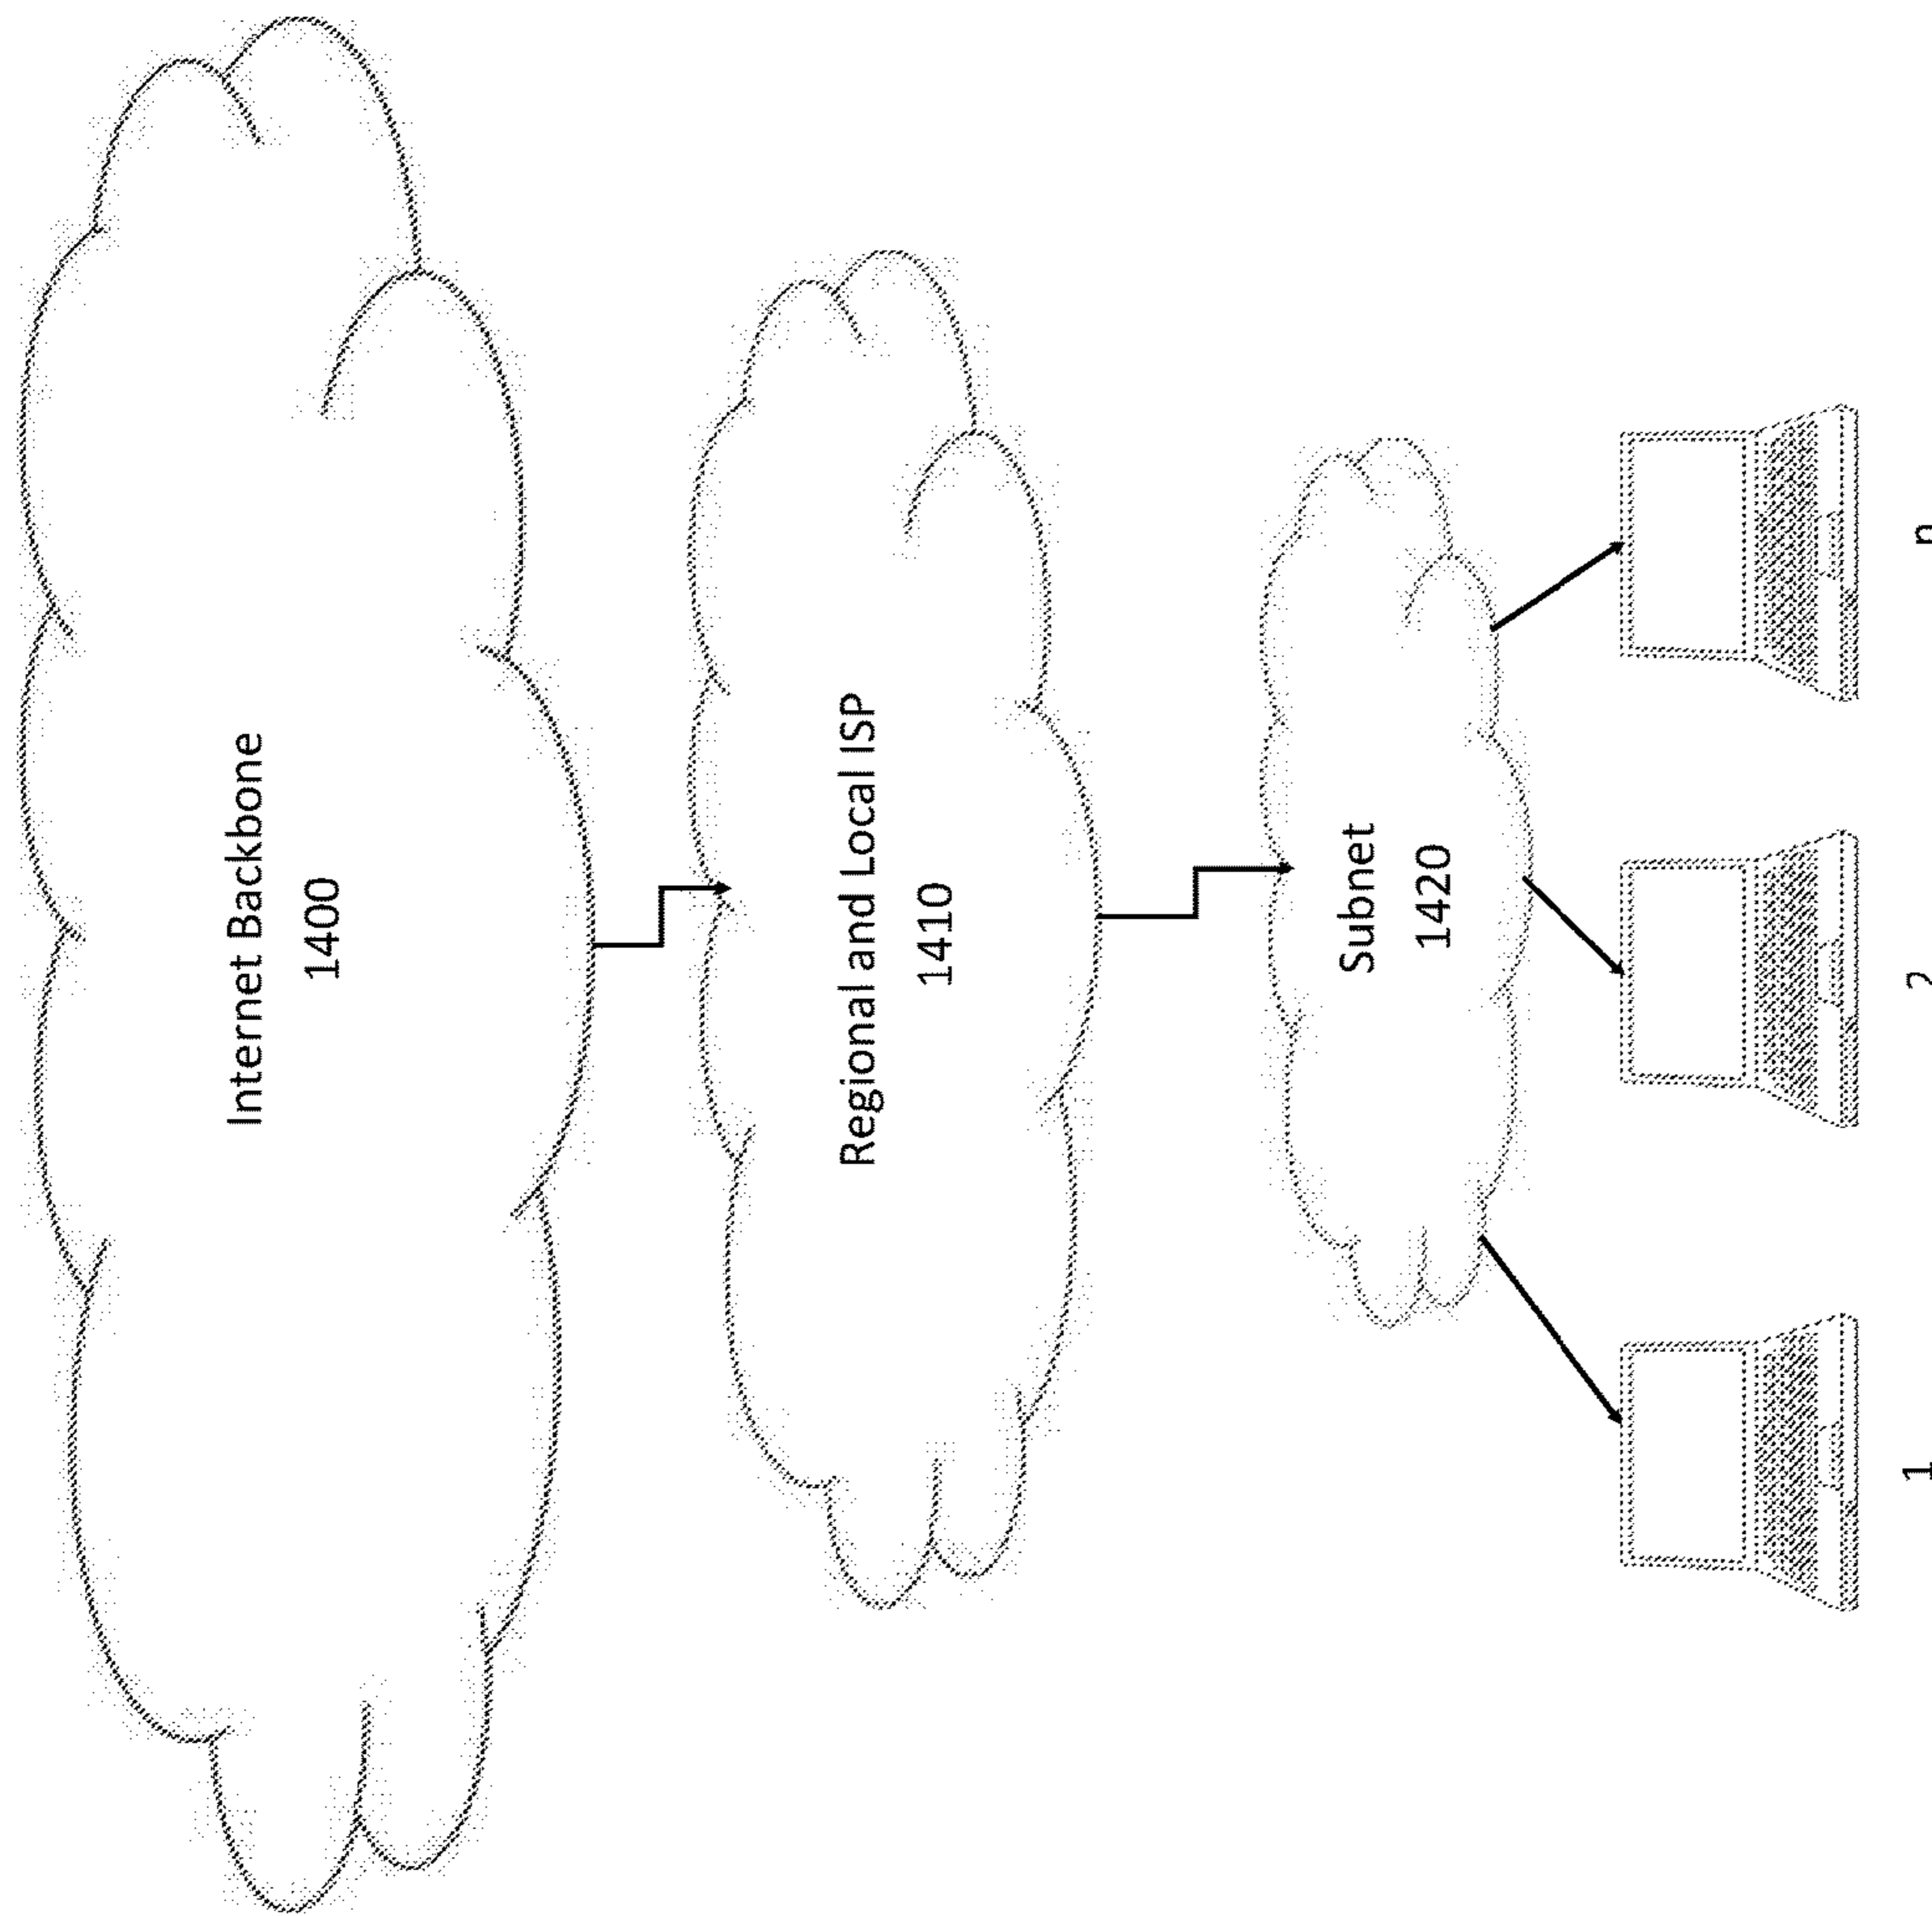 Internet Backbone
1400
Regional and Local ISP
1410
Subnet
1420
1
2
n